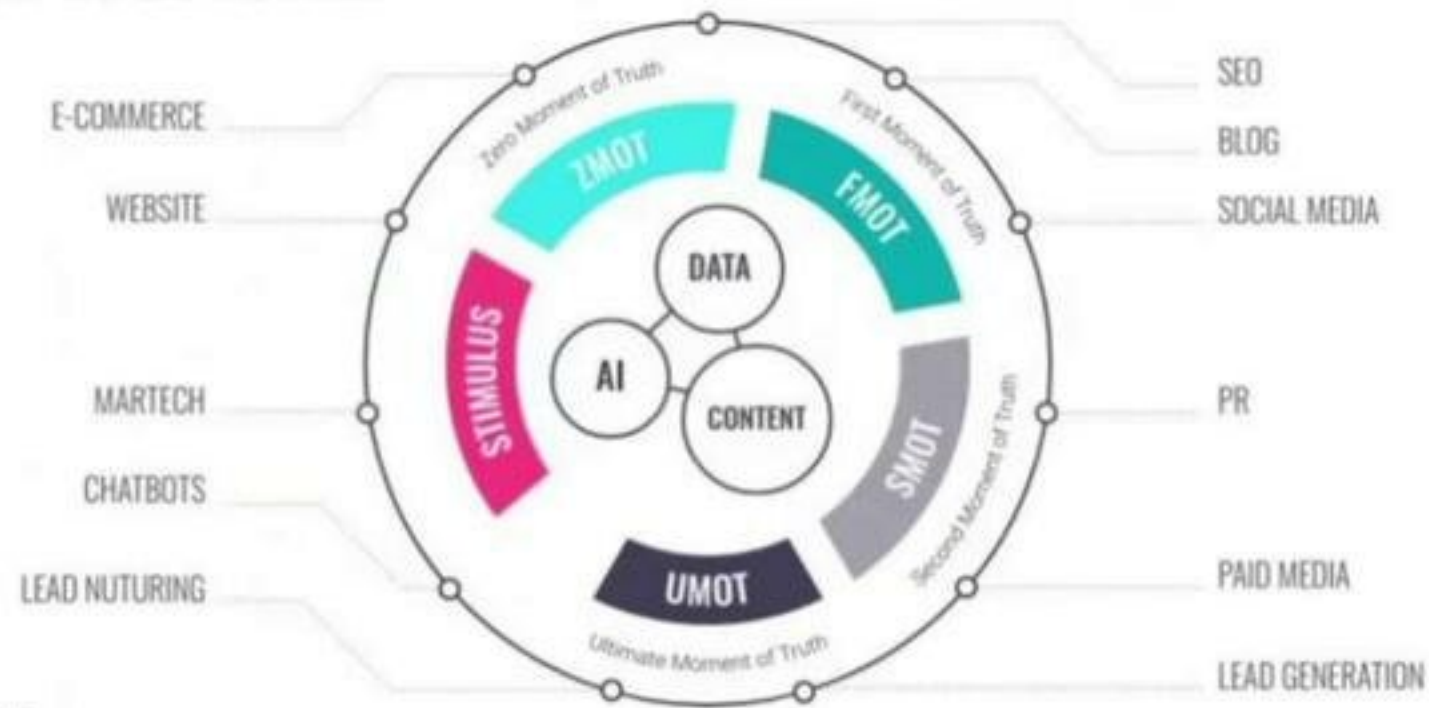 E-COMMERCE
WEBSITE
MARTECH
CHATBOTS
LEAD NUTURING
Zero Moment of Truth
ZMOT
First Moment of Truth
FMOT
STIMULUS
DATA
AI
CONTENT
SMOT
Second Moment of Truth
UMOT
Ultimate Moment of Truth
SEO
BLOG
SOCIAL MEDIA
PR
PAID MEDIA
LEAD GENERATION